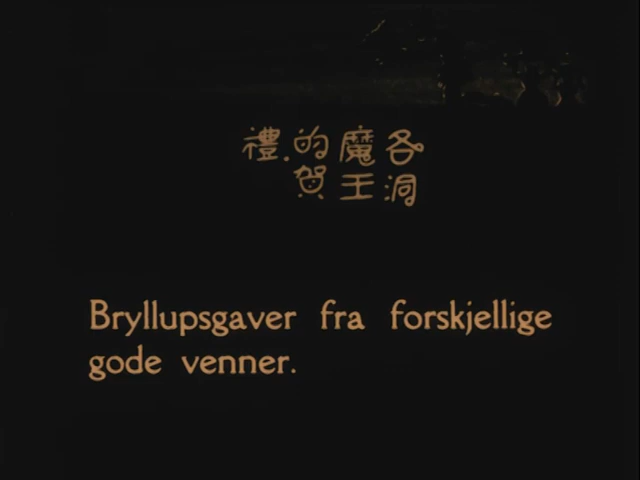 各洞
魔王
的賀
禮.
Bryllupsgaver fra forskjellige
gode venner.